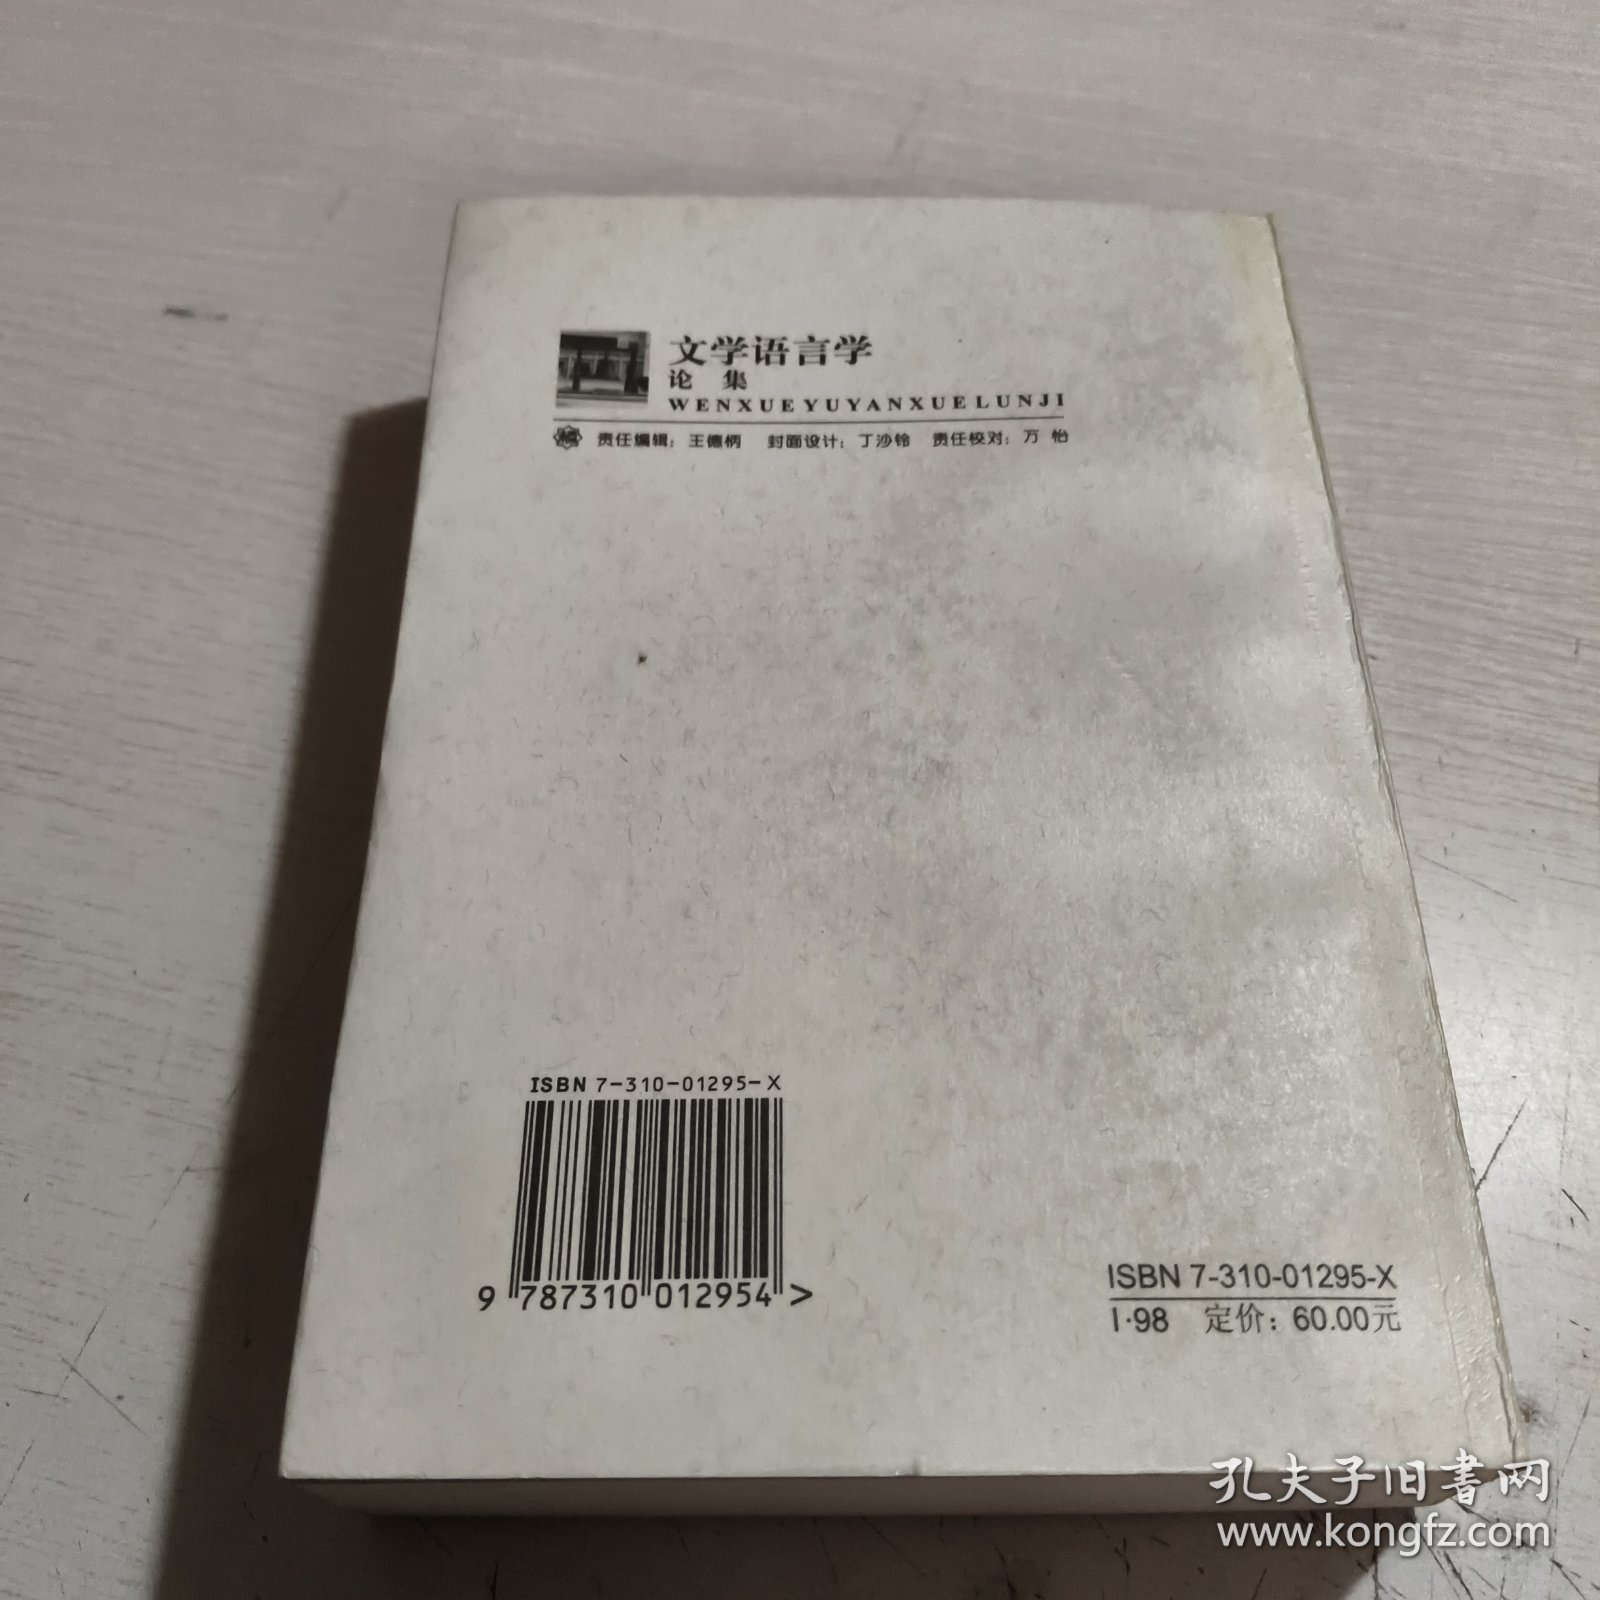 文学语言学
论 集
WENXUEYUYANXUELUNJI
责任编辑：王德炳 封面设计：丁沙铃 责任校对：万 怡
ISBN 7-310-01295-X
9 787310 012954 >
ISBN 7-310-01295-X
I·98 定价：60.00元
孔夫子旧书网
www.kongfz.com